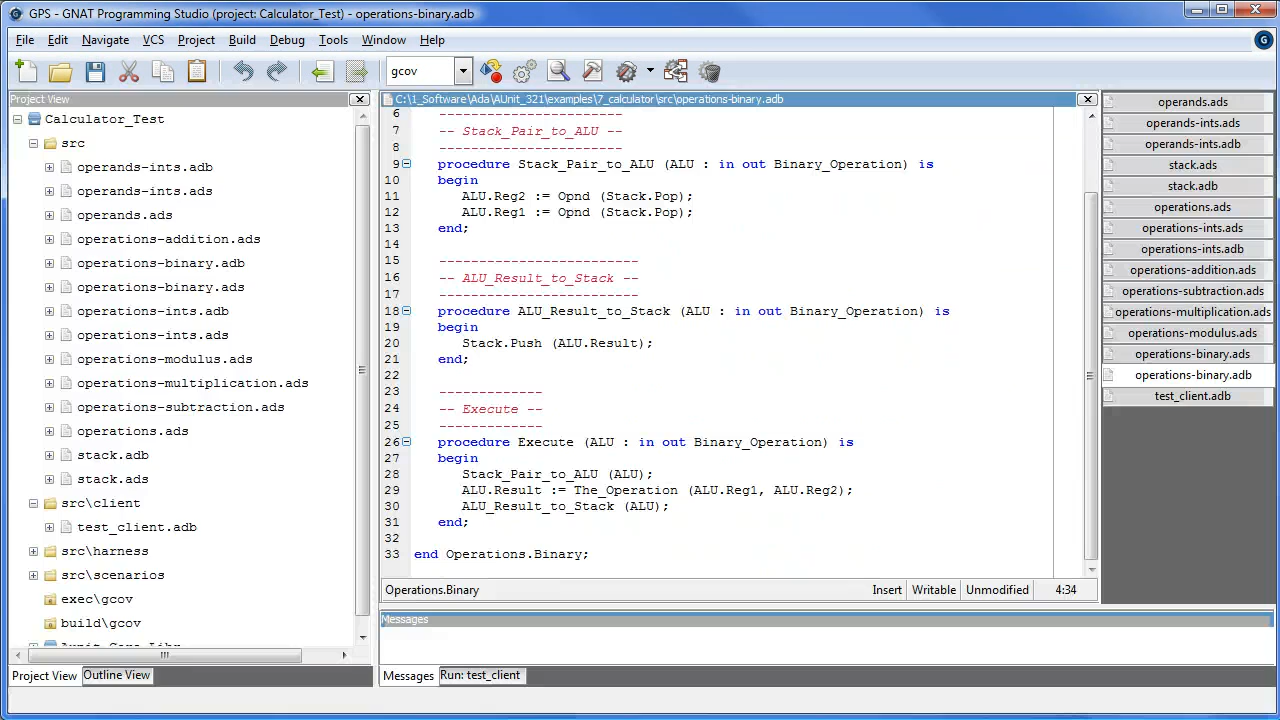 GPS - GNAT Programming Studio (project: Calculator_Test) - operations-binary.adb
File Edit Navigate VCS Project Build Debug Tools Window Help
gcov
Project View
Calculator_Test
src
operands-ints.adb
operands-ints.ads
operands.ads
operations-addition.ads
operations-binary.adb
operations-binary.ads
operations-ints.adb
operations-ints.ads
operations-modulus.ads
operations-multiplication.ads
operations-subtraction.ads
operations.ads
stack.adb
stack.ads
src\client
test_client.adb
src\harness
src\scenarios
exec\gcov
build\gcov
Project View Outline View
C:\1_Software\Ada\AUnit_321\examples\7_calculator\src\operations-binary.adb
6 -----------------------
7 -- Stack_Pair_to_ALU --
8 -----------------------
9 procedure Stack_Pair_to_ALU (ALU : in out Binary_Operation) is
10 begin
11 ALU.Reg2 := Opnd (Stack.Pop);
12 ALU.Reg1 := Opnd (Stack.Pop);
13 end;
14
15 -------------------------
16 -- ALU_Result_to_Stack --
17 -------------------------
18 procedure ALU_Result_to_Stack (ALU : in out Binary_Operation) is
19 begin
20 Stack.Push (ALU.Result);
21 end;
22
23 -------------
24 -- Execute --
25 -------------
26 procedure Execute (ALU : in out Binary_Operation) is
27 begin
28 Stack_Pair_to_ALU (ALU);
29 ALU.Result := The_Operation (ALU.Reg1, ALU.Reg2);
30 ALU_Result_to_Stack (ALU);
31 end;
32
33 end Operations.Binary;
Operations.Binary Insert Writable Unmodified 4:34
Messages
Messages Run: test_client
operands.ads
operands-ints.ads
operands-ints.adb
stack.ads
stack.adb
operations.ads
operations-ints.ads
operations-ints.adb
operations-addition.ads
operations-subtraction.ads
operations-multiplication.ads
operations-modulus.ads
operations-binary.ads
operations-binary.adb
test_client.adb